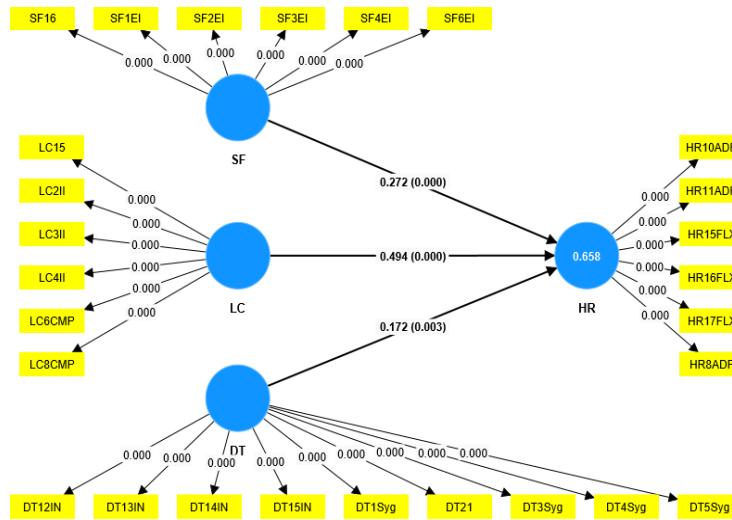 SF16 SF1EI SF2EI SF3EI SF4EI SF6EI
0.000 0.000 0.000 0.000 0.000 0.000
SF
LC15
LC2II
LC3II
LC4II
LC6CMP
LC8CMP
0.000
0.000
0.000
0.000
0.000
0.000
LC
0.272 (0.000)
0.494 (0.000)
0.172 (0.003)
0.658
HR
HR10ADP
HR11ADP
HR15FLX
HR16FLX
HR17FLX
HR8ADP
0.000
0.000
0.000
0.000
0.000
0.000
DT
0.000 0.000 0.000 0.000 0.000 0.000 0.000 0.000 0.000
DT12IN DT13IN DT14IN DT15IN DT1Syg DT21 DT3Syg DT4Syg DT5Syg